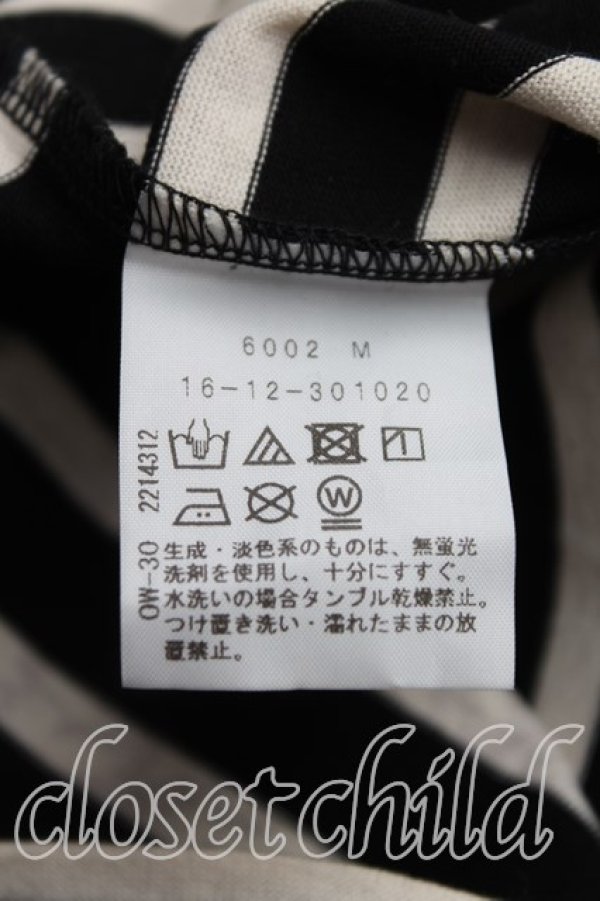 6002 M
16-12-301020
2214312
OW-30
W
生成・淡色系のものは、無蛍光
洗剤を使用し、十分にすすぐ。
水洗いの場合タンブル乾燥禁止。
つけ置き洗い・濡れたままの放
置禁止。
closet child